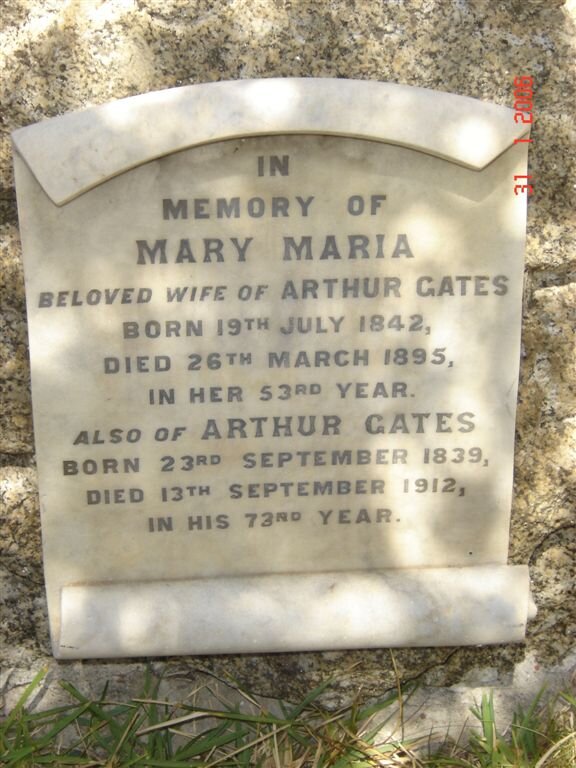 IN
MEMORY OF
MARY MARIA
BELOVED WIFE OF ARTHUR GATES
BORN 19TH JULY 1842,
DIED 26TH MARCH 1895,
IN HER 53RD YEAR.
ALSO OF ARTHUR GATES
BORN 23RD SEPTEMBER 1839,
DIED 13TH SEPTEMBER 1912,
IN HIS 73RD YEAR.
31 1 2006